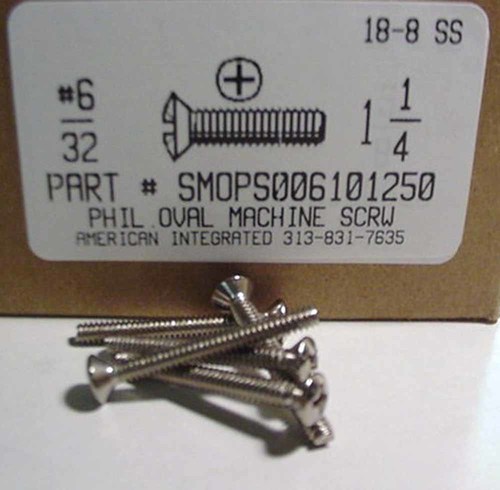 18-8 SS
#6
32
1 1
4
PART # SMOPS006101250
PHIL.OVAL MACHINE SCRW
AMERICAN INTEGRATED 313-831-7635